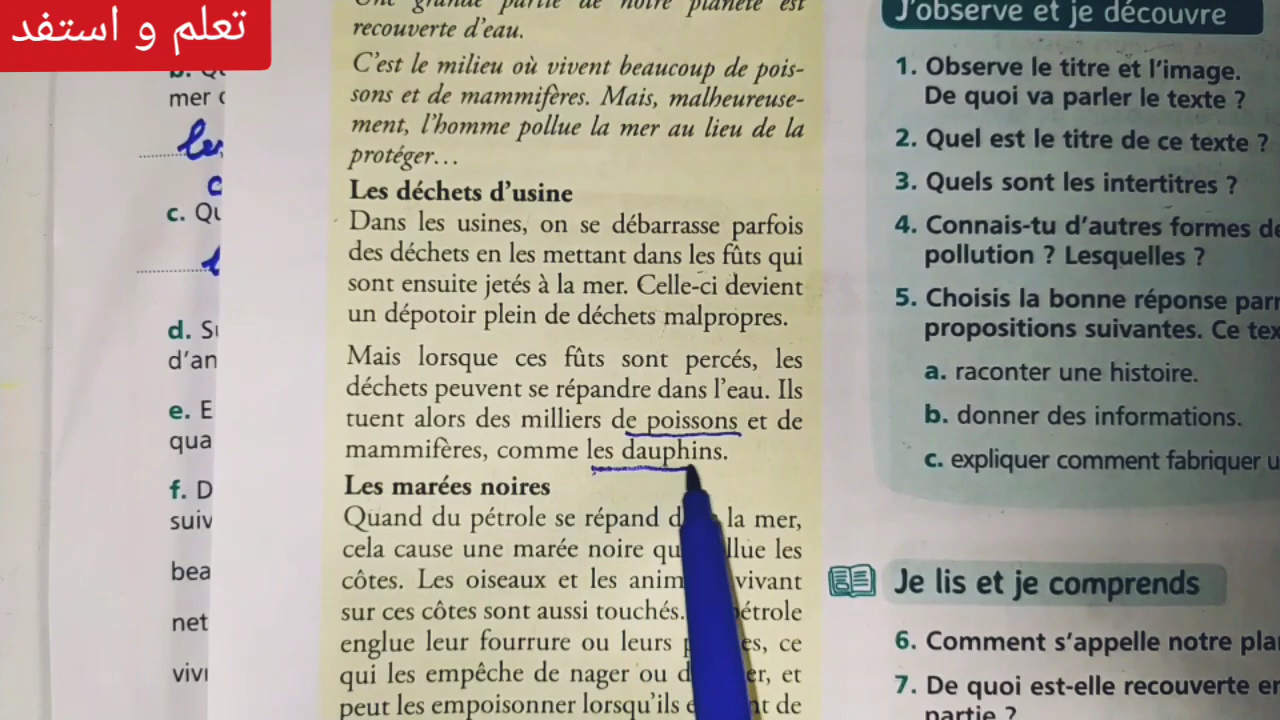 تعلم و استفد
mer
c. Qu
d.
d'an
e. E
qua
f. D
suiv
bea
net
vivr
Une grande partie de notre planète est
recouverte d'eau.
C'est le milieu où vivent beaucoup de pois-
sons et de mammifères. Mais, malheureuse-
ment, l'homme pollue la mer au lieu de la
protéger...
Les déchets d'usine
Dans les usines, on se débarrasse parfois
des déchets en les mettant dans les fûts qui
sont ensuite jetés à la mer. Celle-ci devient
un dépotoir plein de déchets malpropres.
Mais lorsque ces fûts sont percés, les
déchets peuvent se répandre dans l'eau. Ils
tuent alors des milliers de poissons et de
mammifères, comme les dauphins.
Les marées noires
Quand du pétrole se répand la mer,
cela cause une marée noire les
côtes. Les oiseaux et les vivant
sur ces côtes sont aussi touchés. pétrole
englue leur fourrure ou leurs ce
qui les empêche de nager ou et
peut les empoisonner lorsqu'ils de
J'observe et je découvre
1. Observe le titre et l'image.
De quoi va parler le texte ?
2. Quel est le titre de ce texte ?
3. Quels sont les intertitres ?
4. Connais-tu d'autres formes de
pollution ? Lesquelles ?
5. Choisis la bonne réponse parm
propositions suivantes. Ce tex
a. raconter une histoire.
b. donner des informations.
c. expliquer comment fabriquer u
Je lis et je comprends
6. Comment s'appelle notre plan
7. De quoi est-elle recouverte en
partie ?